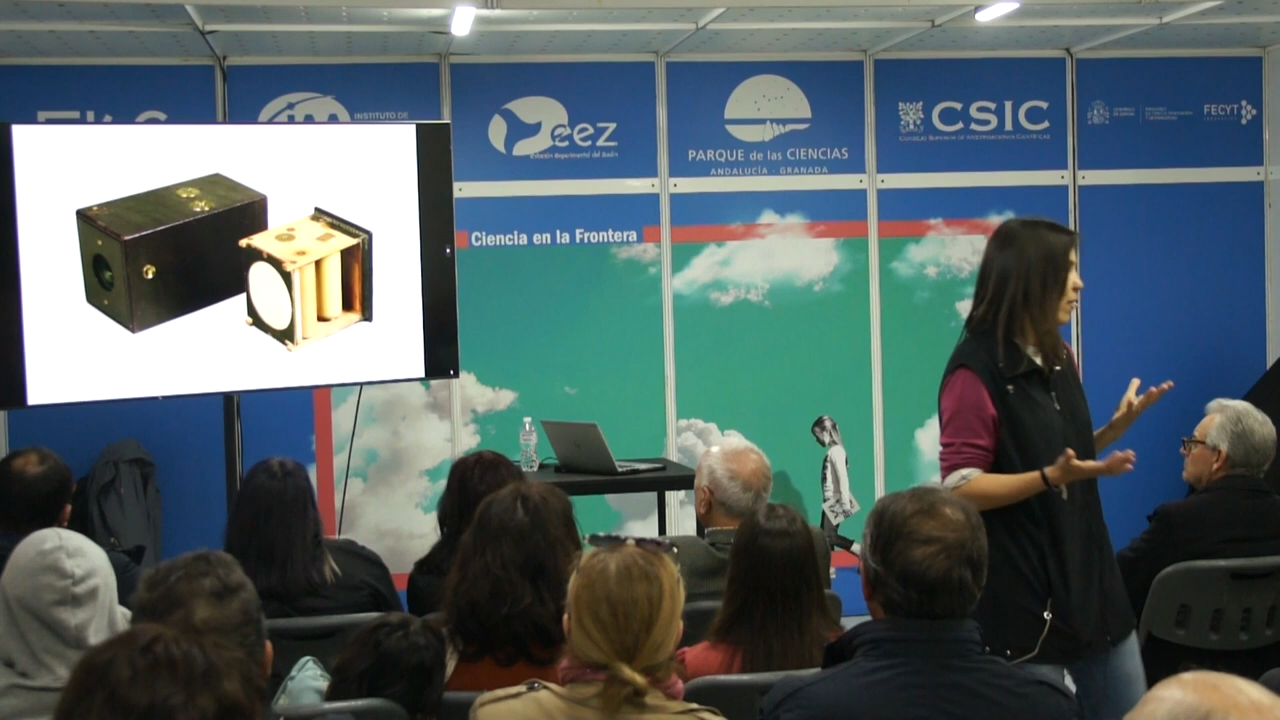 INSTITUTO DE
eez
Estación Experimental del Zaidín
PARQUE de las CIENCIAS
ANDALUCÍA - GRANADA
CSIC
CONSEJO SUPERIOR DE INVESTIGACIONES CIENTÍFICAS
FECYT
Ciencia en la Frontera